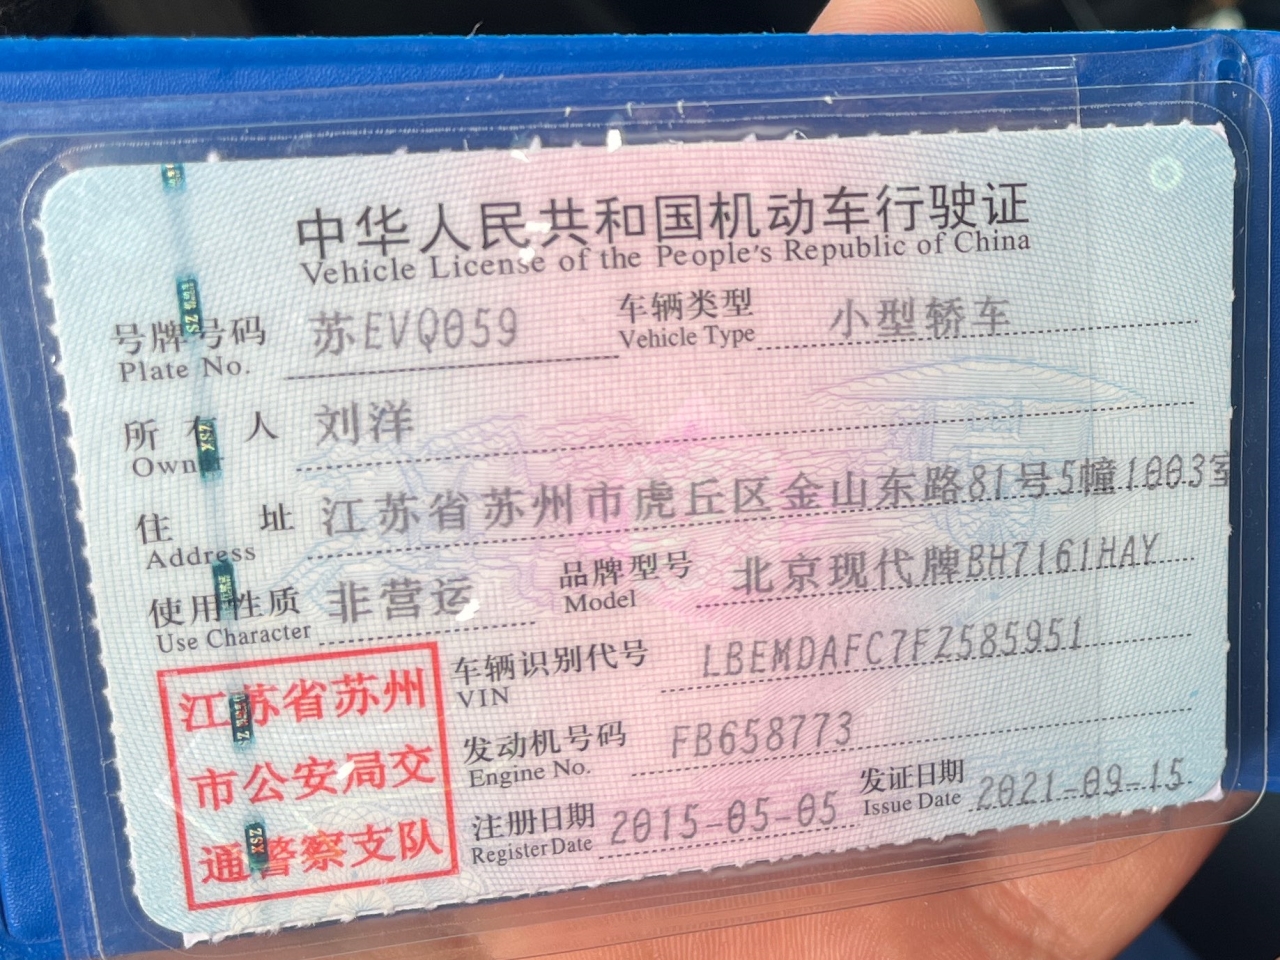 中华人民共和国机动车行驶证
Vehicle License of the People's Republic of China
号牌号码 苏EVQ059 车辆类型 小型轿车
Plate No. Vehicle Type
所有人 刘洋
Owner
住址 江苏省苏州市虎丘区金山东路81号5幢1003室
Address
使用性质 非营运 品牌型号 北京现代牌BH7161HAY
Use Character Model
车辆识别代号 LBEMDAFC7FZ585951
VIN
发动机号码 FB658773
Engine No.
注册日期 2015-05-05 发证日期 2021-09-15
Register Date Issue Date
江苏省苏州
市公安局交
通警察支队